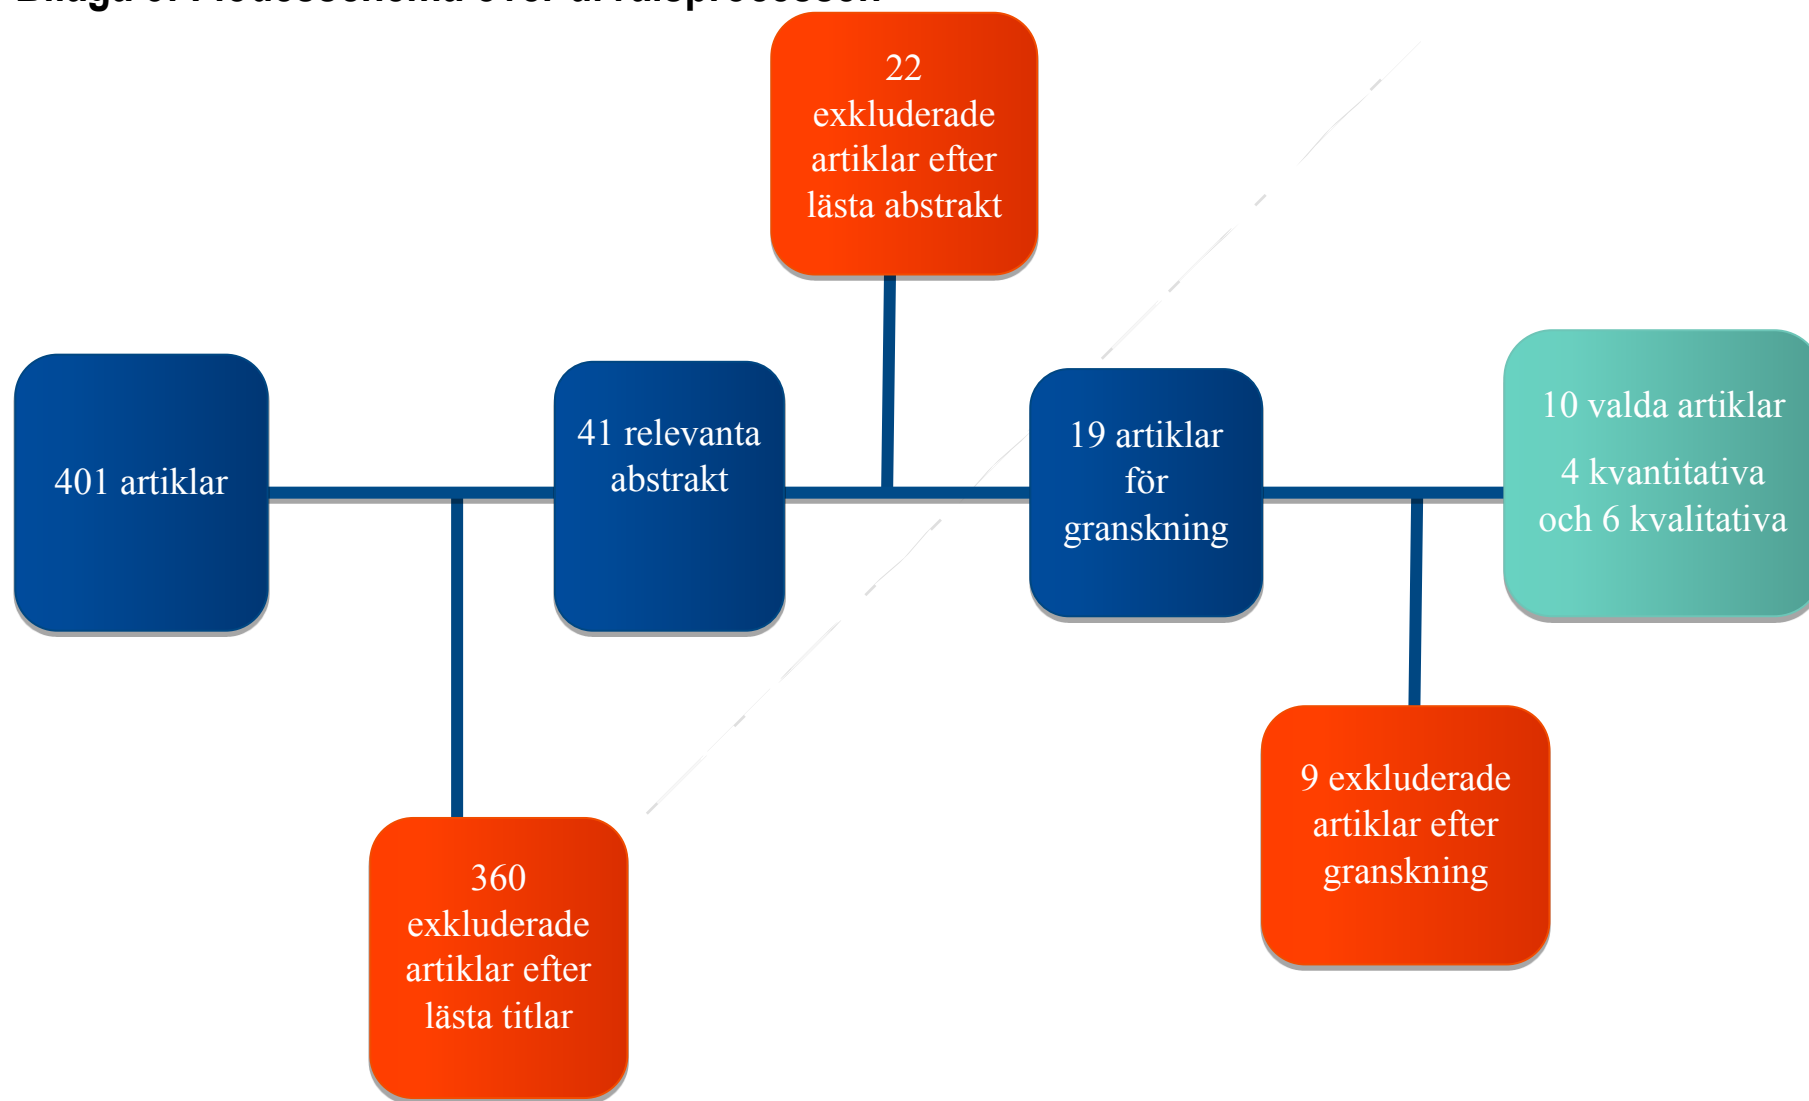 22
exkluderade
artiklar efter
lästa abstrakt
401 artiklar
41 relevanta
abstrakt
19 artiklar
för
granskning
10 valda artiklar
4 kvantitativa
och 6 kvalitativa
9 exkluderade
artiklar efter
granskning
360
exkluderade
artiklar efter
lästa titlar